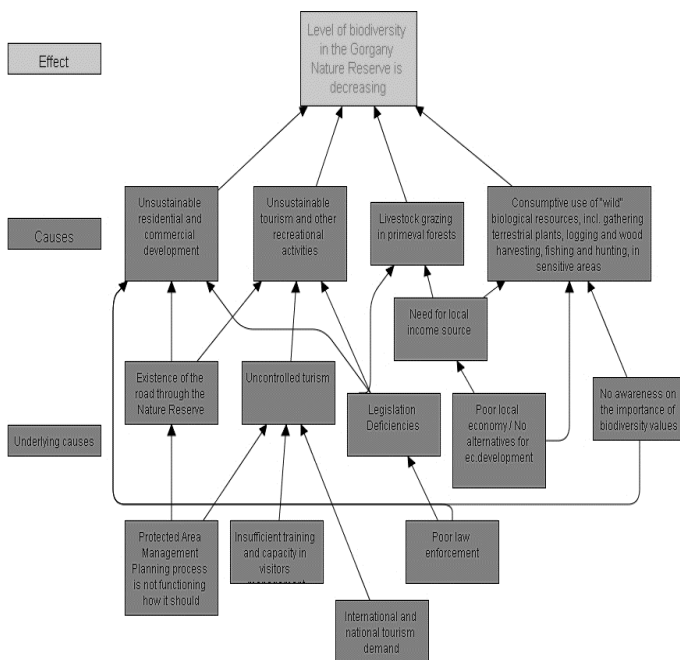 Level of biodiversity
in the Gorgany
Nature Reserve is
decreasing
Effect
Causes
Unsustainable
residential and
commercial
development
Unsustainable
tourism and other
recreational
activities
Livestock grazing
in primeval forests
Consumptive use of "wild"
biological resources, incl. gathering
terrestrial plants, logging and wood
harvesting, fishing and hunting, in
sensitive areas
Need for local
income source
Underlying causes
Existence of the
road through the
Nature Reserve
Uncontrolled turism
Legislation
Deficiencies
Poor local
economy / No
alternatives for
ec.development
No awareness on
the importance of
biodiversity values
Protected Area
Management
Planning process
is not functioning
how it should
Insufficient training
and capacity in
visitors
Poor law
enforcement
International and
national tourism
demand